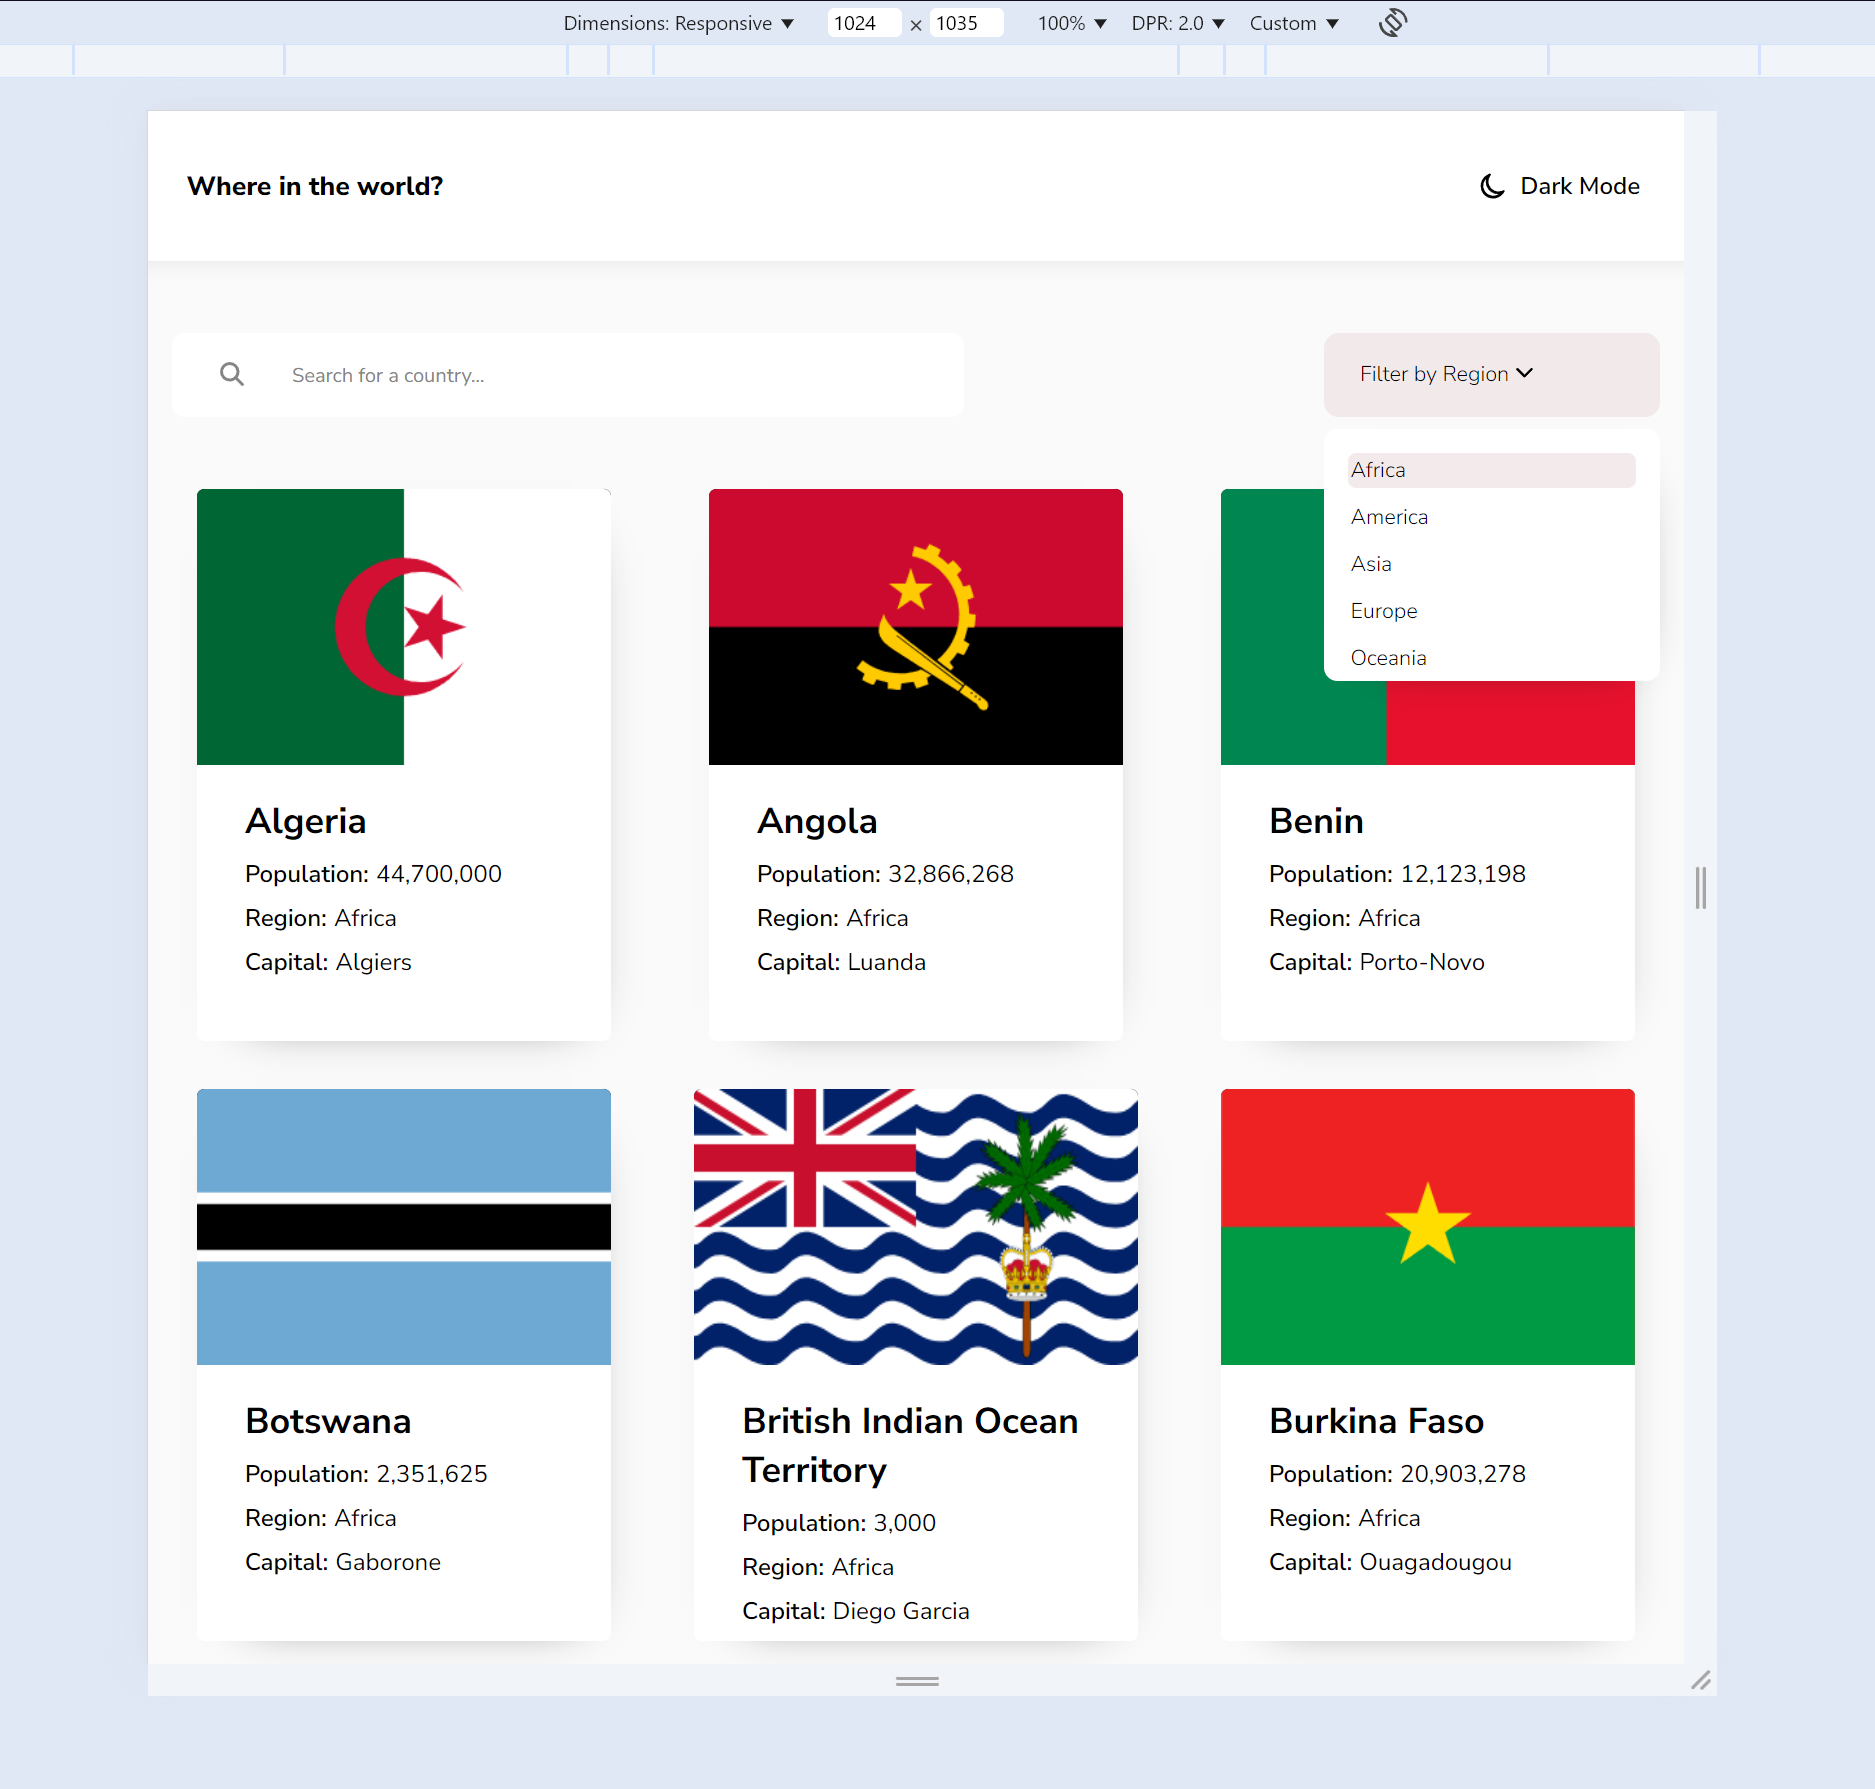 Dimensions: Responsive 1024 × 1035 100% DPR: 2.0 Custom
Where in the world?
Dark Mode
Search for a country...
Filter by Region
Africa
America
Asia
Europe
Oceania
Algeria
Population: 44,700,000
Region: Africa
Capital: Algiers
Angola
Population: 32,866,268
Region: Africa
Capital: Luanda
Benin
Population: 12,123,198
Region: Africa
Capital: Porto-Novo
Botswana
Population: 2,351,625
Region: Africa
Capital: Gaborone
British Indian Ocean
Territory
Population: 3,000
Region: Africa
Capital: Diego Garcia
Burkina Faso
Population: 20,903,278
Region: Africa
Capital: Ouagadougou